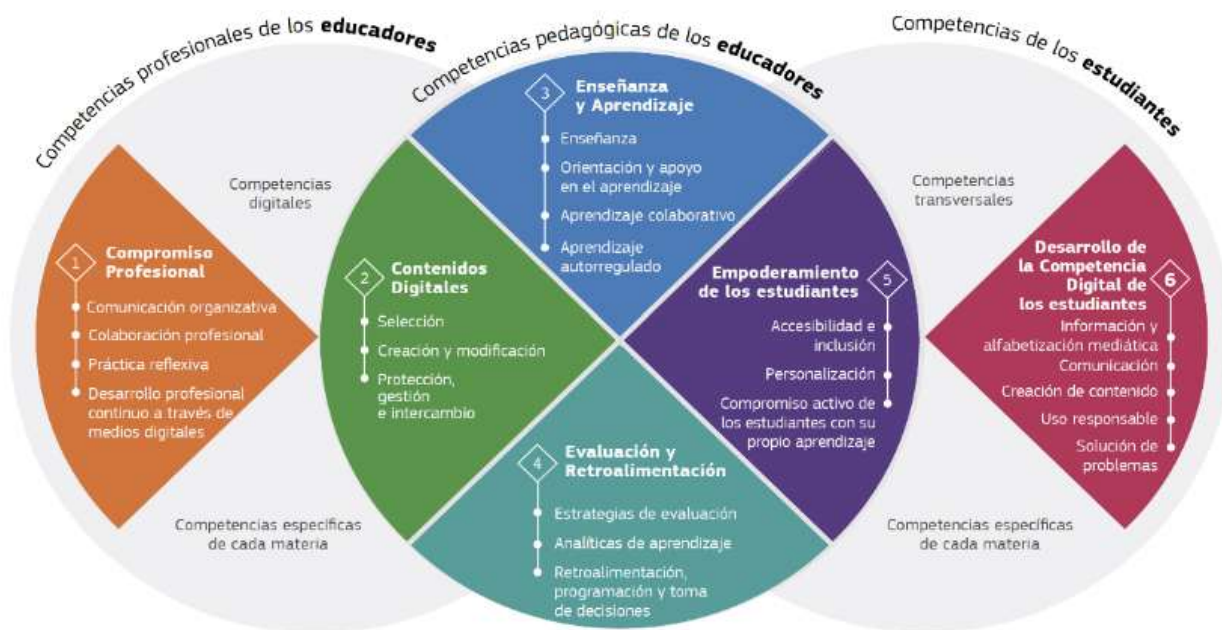 Competencias profesionales de los educadores
Competencias pedagógicas de los educadores
Competencias de los estudiantes
Competencias
digitales
1
Compromiso
Profesional
Comunicación organizativa
Colaboración profesional
Práctica reflexiva
Desarrollo profesional
continuo a través de
medios digitales
Competencias específicas
de cada materia
2
Contenidos
Digitales
Selección
Creación y modificación
Protección,
gestión
e intercambio
3
Enseñanza
y Aprendizaje
Enseñanza
Orientación y apoyo
en el aprendizaje
Aprendizaje colaborativo
Aprendizaje
autorregulado
4
Evaluación y
Retroalimentación
Estrategias de evaluación
Analíticas de aprendizaje
Retroalimentación,
programación y toma
de decisiones
5
Empoderamiento
de los estudiantes
Accesibilidad e
inclusión
Personalización
Compromiso activo de
los estudiantes con su
propio aprendizaje
Competencias
transversales
6
Desarrollo de
la Competencia
Digital de
los estudiantes
Información y
alfabetización mediática
Comunicación
Creación de contenido
Uso responsable
Solución de
problemas
Competencias específicas
de cada materia